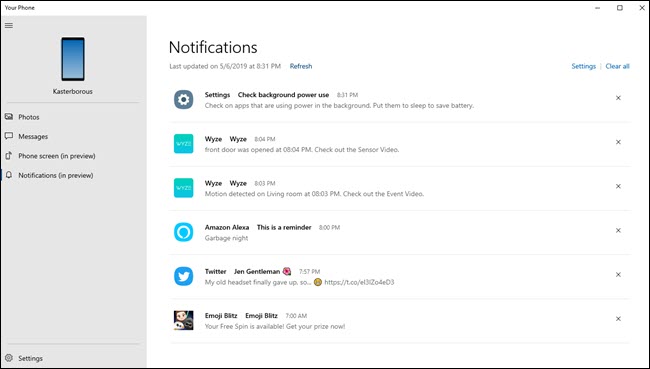 Your Phone
Kasterborous
Photos
Messages
Phone screen (in preview)
Notifications (in preview)
Settings
Notifications
Last updated on 5/6/2019 at 8:31 PM Refresh
Settings | Clear all
Settings Check background power use 8:31 PM
Check on apps that are using power in the background. Put them to sleep to save battery.
WYZE
Wyze Wyze 8:04 PM
front door was opened at 08:04 PM. Check out the Sensor Video.
WYZE
Wyze Wyze 8:03 PM
Motion detected on Living room at 08:03 PM. Check out the Event Video.
Amazon Alexa This is a reminder 8:00 PM
Garbage night
Twitter Jen Gentleman 🌺 7:57 PM
My old headset finally gave up, so... https://t.co/eI3IZo4eD3
Emoji Blitz Emoji Blitz 7:00 AM
Your Free Spin is available! Get your prize now!